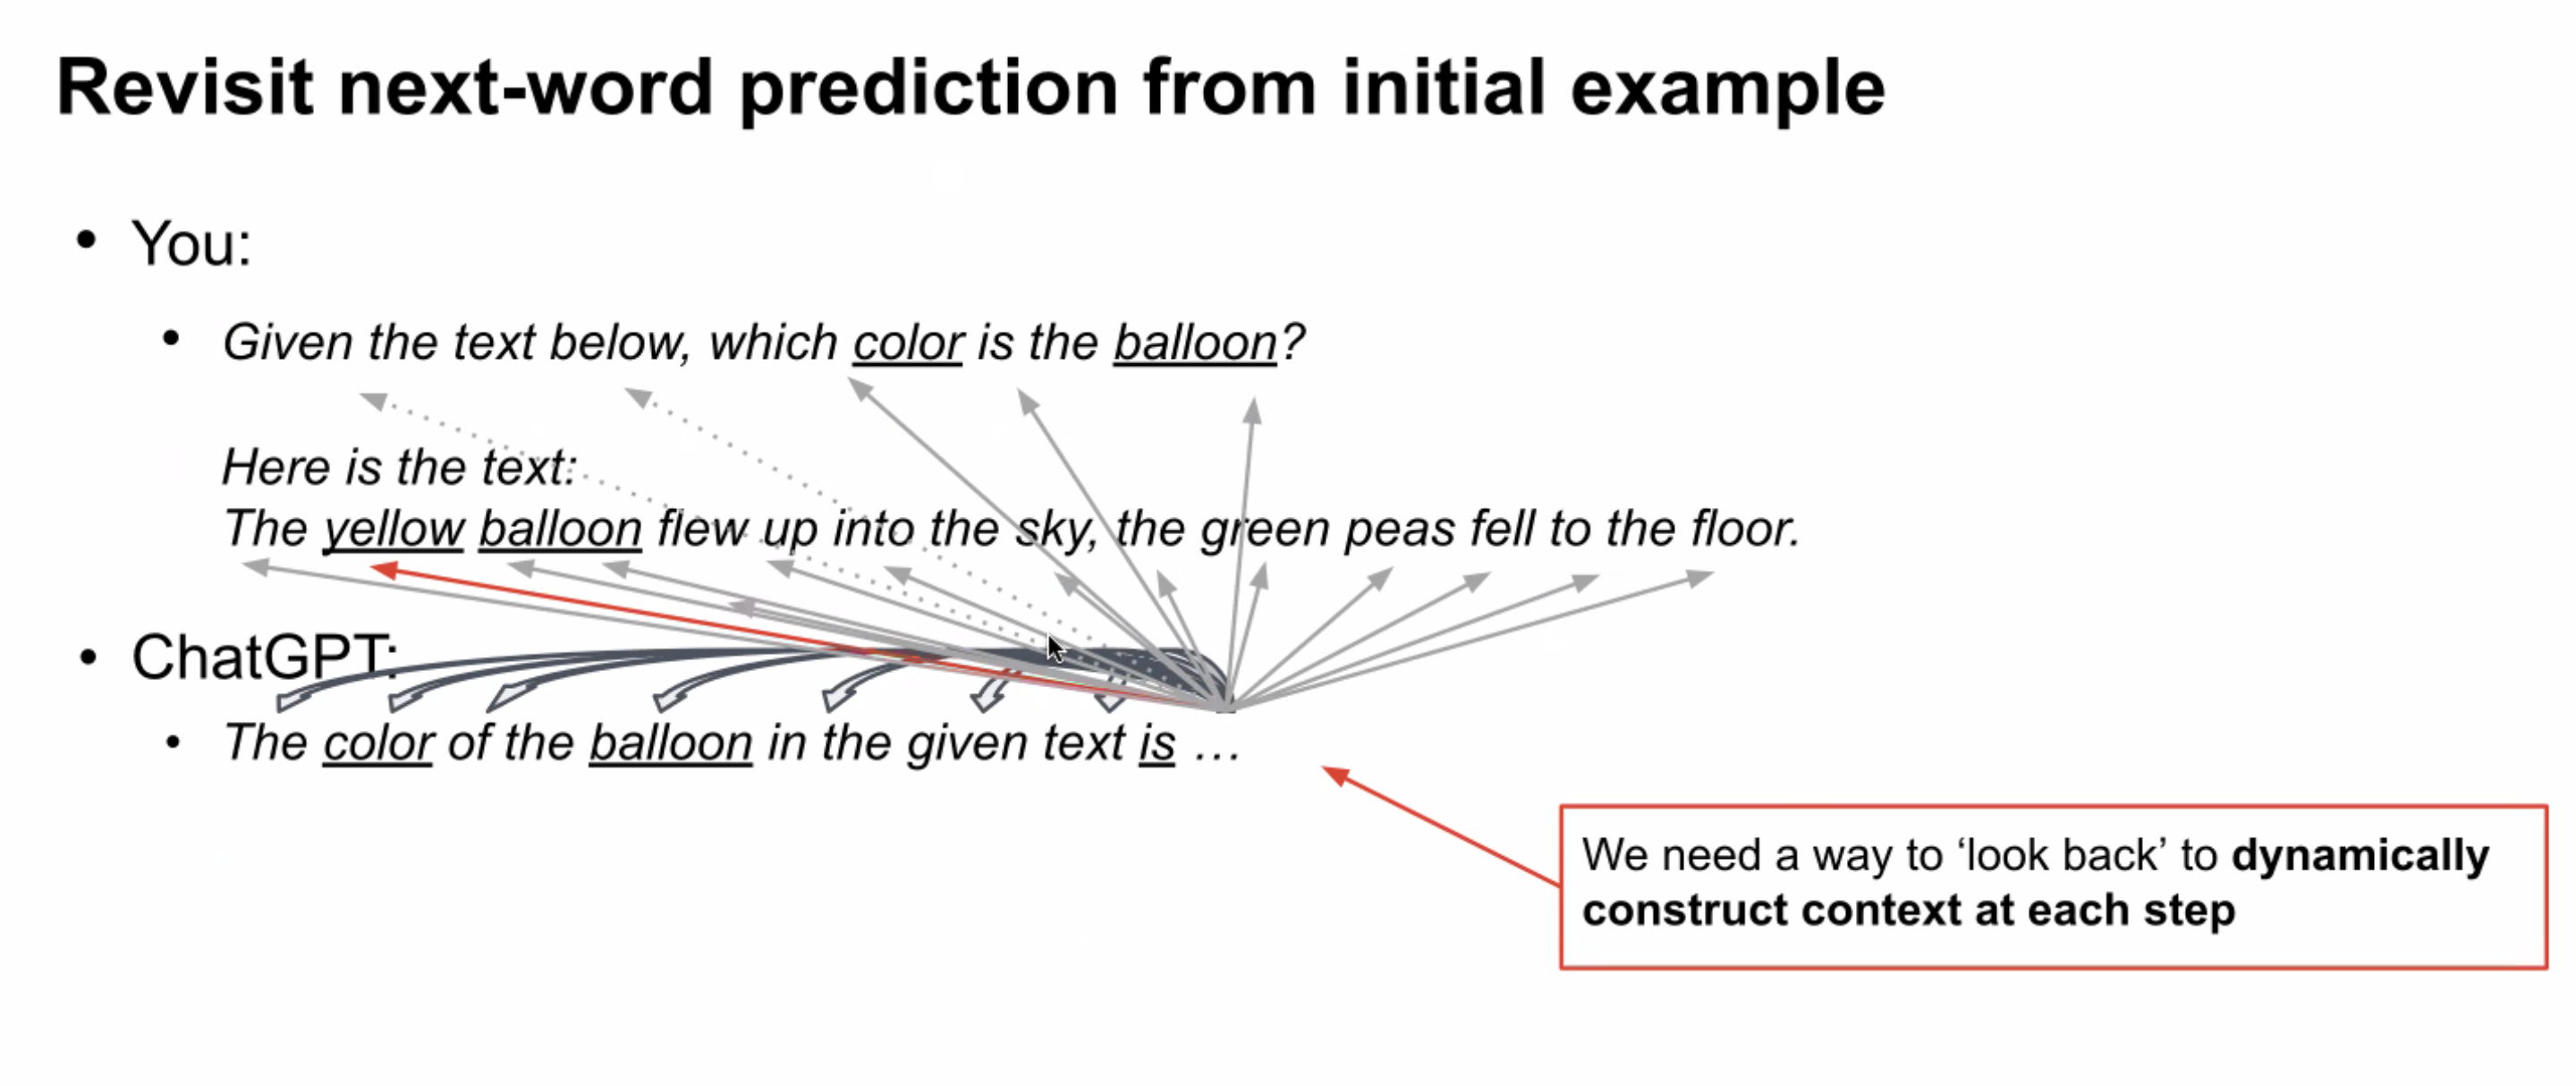 Revisit next-word prediction from initial example
• You:
• Given the text below, which color is the balloon?
Here is the text:
The yellow balloon flew up into the sky, the green peas fell to the floor.
• ChatGPT:
• The color of the balloon in the given text is …
We need a way to ‘look back’ to dynamically
construct context at each step